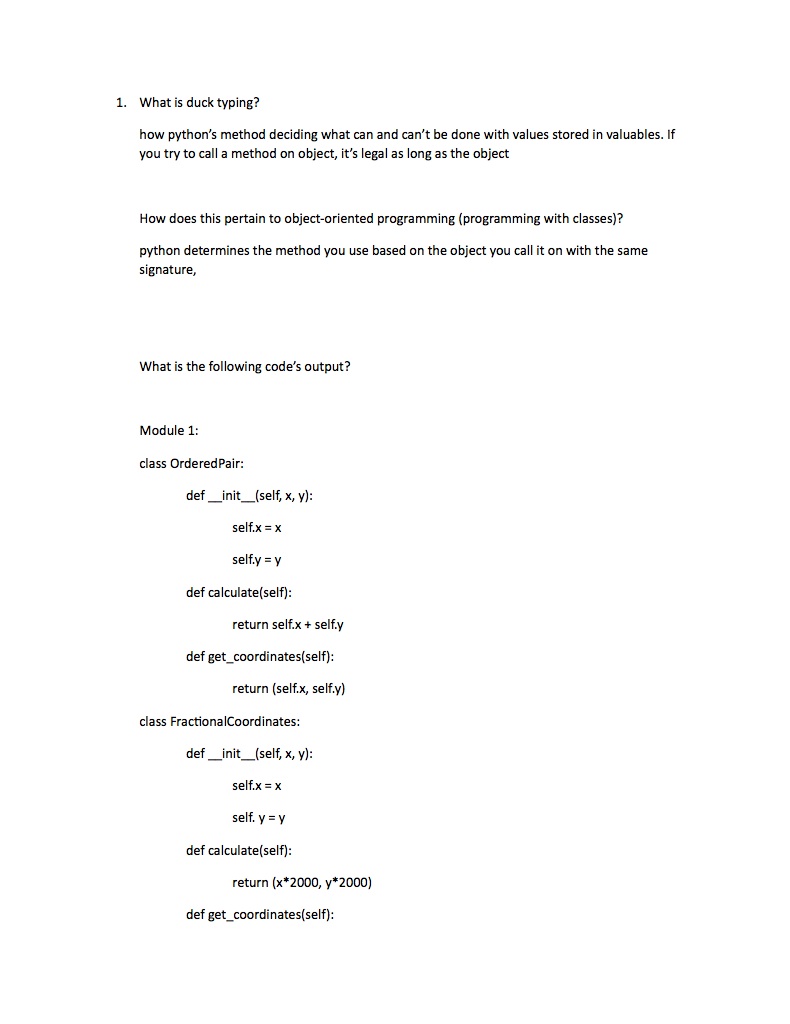 1. What is duck typing?
how python’s method deciding what can and can’t be done with values stored in valuables. If
you try to call a method on object, it’s legal as long as the object
How does this pertain to object-oriented programming (programming with classes)?
python determines the method you use based on the object you call it on with the same
signature,
What is the following code’s output?
Module 1:
class OrderedPair:
def __init__(self, x, y):
self.x = x
self.y = y
def calculate(self):
return self.x + self.y
def get_coordinates(self):
return (self.x, self.y)
class FractionalCoordinates:
def __init__(self, x, y):
self.x = x
self. y = y
def calculate(self):
return (x*2000, y*2000)
def get_coordinates(self):